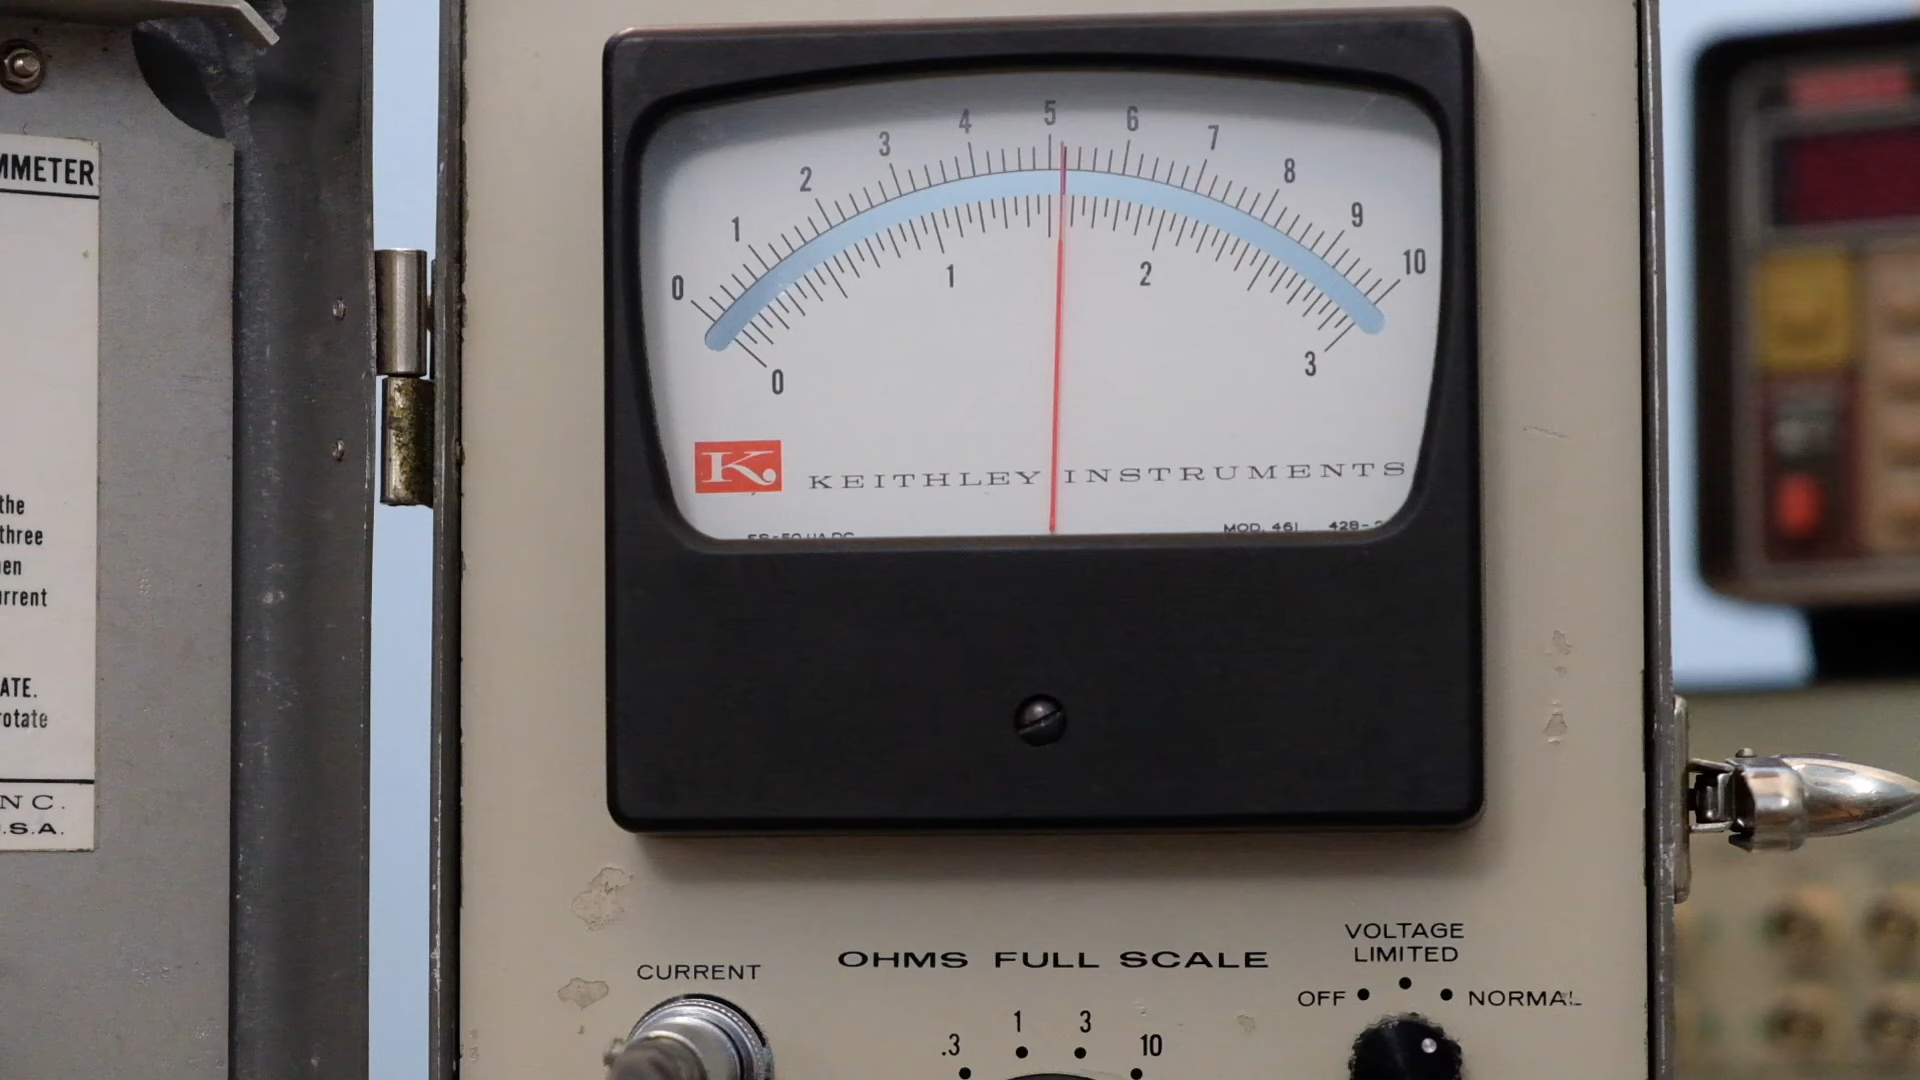 MMETER
the
three
en
urrent
ATE.
rotate
NC.
.S.A.
0 1 2 3 4 5 6 7 8 9 10
0 1 2 3
K KEITHLEY INSTRUMENTS
MOD. 461 428-
OHMS FULL SCALE
CURRENT
.3 1 3 10
VOLTAGE
LIMITED
OFF NORMAL